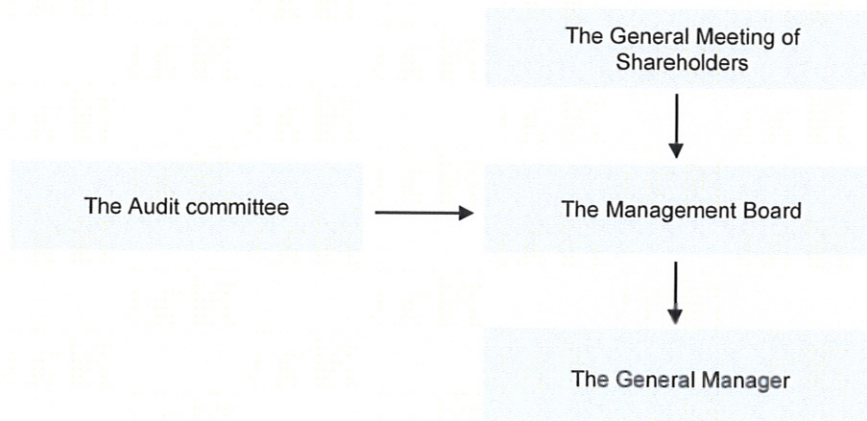 The General Meeting of
Shareholders
The Audit committee
The Management Board
The General Manager